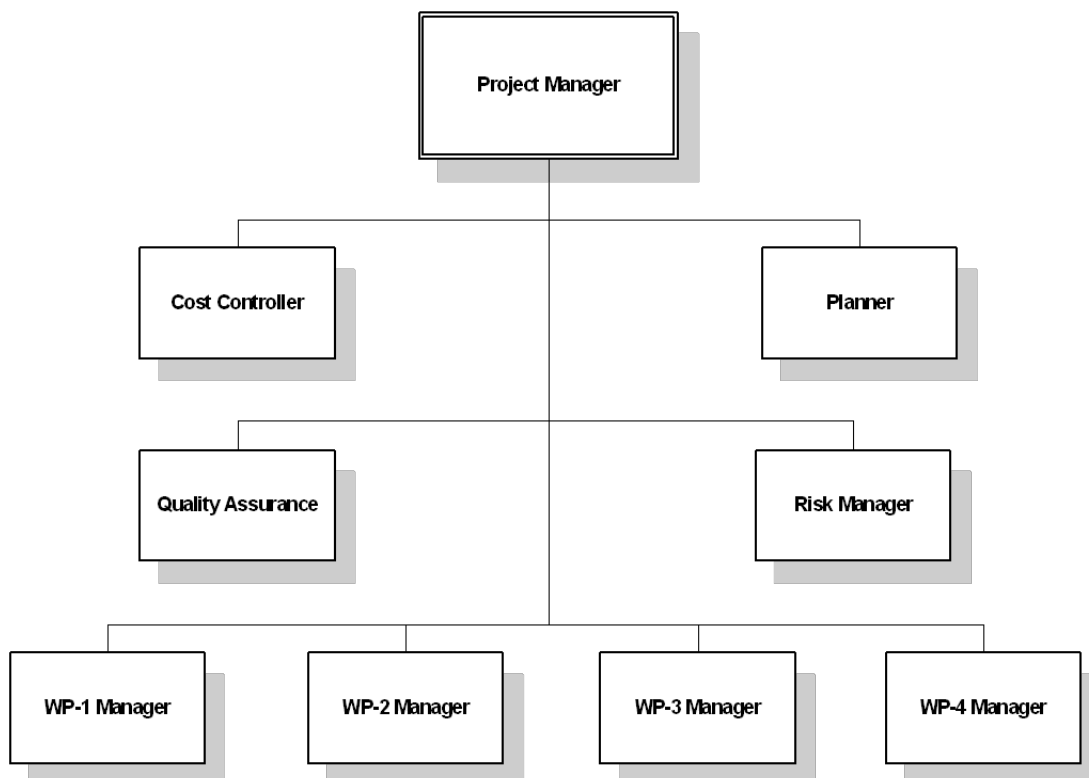 Project Manager
Cost Controller
Planner
Quality Assurance
Risk Manager
WP-1 Manager
WP-2 Manager
WP-3 Manager
WP-4 Manager